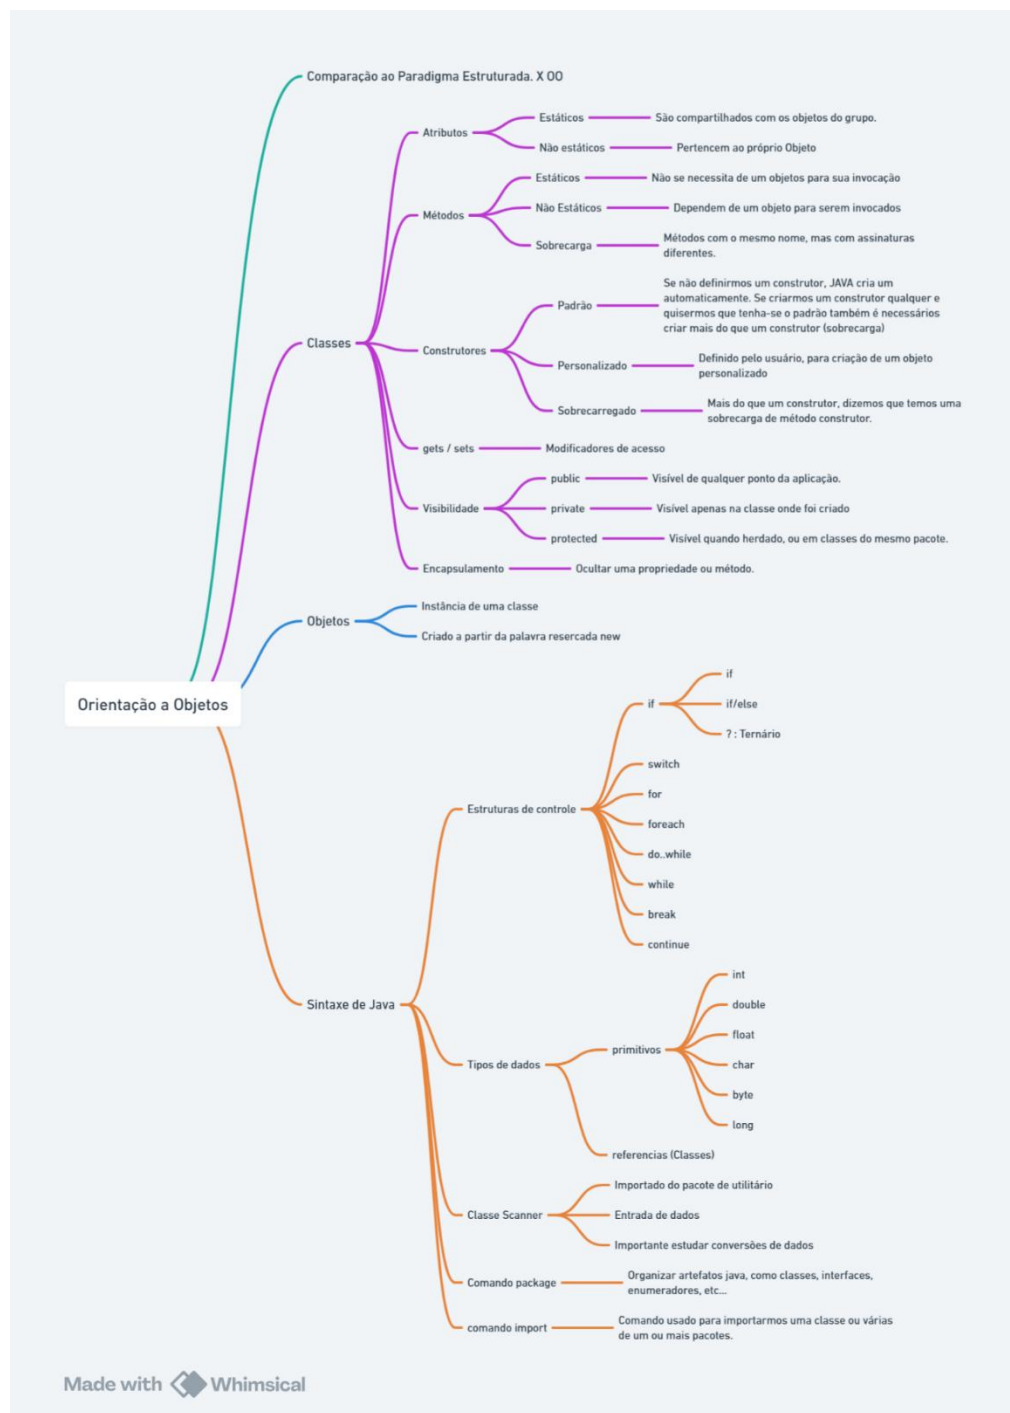 Comparação ao Paradigma Estruturada. X OO
Classes
Atributos
Estáticos
São compartilhados com os objetos do grupo.
Não estáticos
Pertencem ao próprio Objeto
Métodos
Estáticos
Não se necessita de um objetos para sua invocação
Não Estáticos
Dependem de um objeto para serem invocados
Sobrecarga
Métodos com o mesmo nome, mas com assinaturas
diferentes.
Construtores
Padrão
Se não definirmos um construtor, JAVA cria um
automaticamente. Se criarmos um construtor qualquer e
quisermos que tenha-se o padrão também é necessários
criar mais do que um construtor (sobrecarga)
Personalizado
Definido pelo usuário, para criação de um objeto
personalizado
Sobrecarregado
Mais do que um construtor, dizemos que temos uma
sobrecarga de método construtor.
gets / sets
Modificadores de acesso
Visibilidade
public
Visível de qualquer ponto da aplicação.
private
Visível apenas na classe onde foi criado
protected
Visível quando herdado, ou em classes do mesmo pacote.
Encapsulamento
Ocultar uma propriedade ou método.
Objetos
Instância de uma classe
Criado a partir da palavra resercada new
Orientação a Objetos
Sintaxe de Java
Estruturas de controle
if
if
if/else
? : Ternário
switch
for
foreach
do..while
while
break
continue
Tipos de dados
primitivos
int
double
float
char
byte
long
referencias (Classes)
Classe Scanner
Importado do pacote de utilitário
Entrada de dados
Importante estudar conversões de dados
Comando package
Organizar artefatos java, como classes, interfaces,
enumeradores, etc...
comando import
Comando usado para importarmos uma classe ou várias
de um ou mais pacotes.
Made with Whimsical